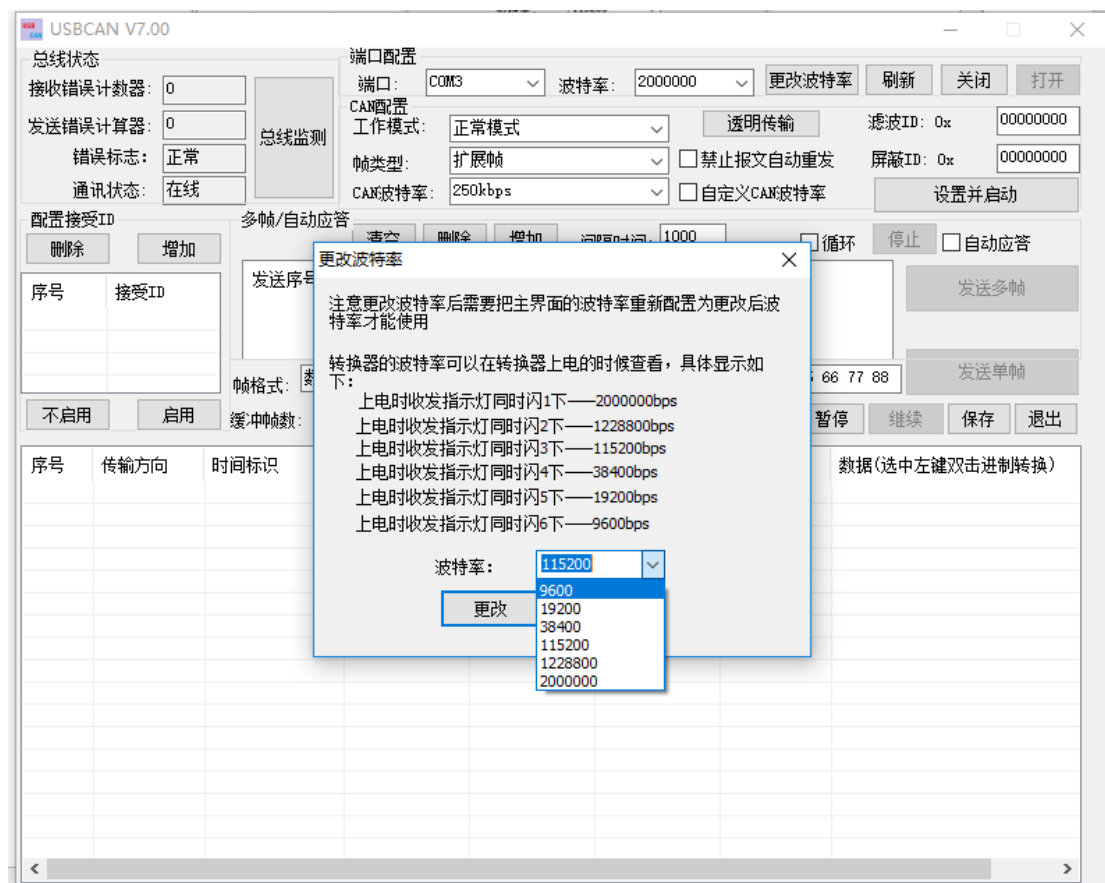 USBCAN V7.00
总线状态
接收错误计数器: 0
发送错误计算器: 0
错误标志: 正常
通讯状态: 在线
总线监测
端口配置
端口: COM3 波特率: 2000000 更改波特率 刷新 关闭 打开
CAN配置
工作模式: 正常模式 透明传输 滤波ID: 0x 00000000
帧类型: 扩展帧 禁止报文自动重发 屏蔽ID: 0x 00000000
CAN波特率: 250kbps 自定义CAN波特率 设置并启动
配置接受ID
删除 增加
序号 接受ID
不启用 启用
多帧/自动应答
清空 删除 增加 间隔时间: 1000 循环 停止 自动应答
发送序号
发送多帧
帧格式: 66 77 88 发送单帧
缓冲帧数: 暂停 继续 保存 退出
更改波特率
注意更改波特率后需要把主界面的波特率重新配置为更改后波
特率才能使用
转换器的波特率可以在转换器上电的时候查看，具体显示如
下:
上电时收发指示灯同时闪1下——2000000bps
上电时收发指示灯同时闪2下——1228800bps
上电时收发指示灯同时闪3下——115200bps
上电时收发指示灯同时闪4下——38400bps
上电时收发指示灯同时闪5下——19200bps
上电时收发指示灯同时闪6下——9600bps
波特率: 115200
9600
更改
19200
38400
115200
1228800
2000000
序号 传输方向 时间标识 数据(选中左键双击进制转换)